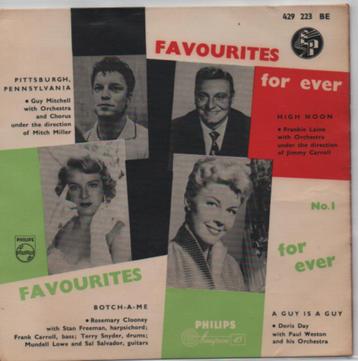 429 223 BE
FAVOURITES
for ever
PITTSBURGH,
PENNSYLVANIA
• Guy Mitchell
with Orchestra
and Chorus
under the direction
of Mitch Miller
HIGH NOON
• Frankie Laine
with Orchestra
under the direction
of Jimmy Carroll
No. 1
PHILIPS
FAVOURITES
for
ever
BOTCH-A-ME
• Rosemary Clooney
with Stan Freeman, harpsichord;
Frank Carroll, bass; Terry Snyder, drums;
Mundell Lowe and Sal Salvador, guitars
PHILIPS
45
A GUY IS A GUY
• Doris Day
with Paul Weston
and his Orchestra